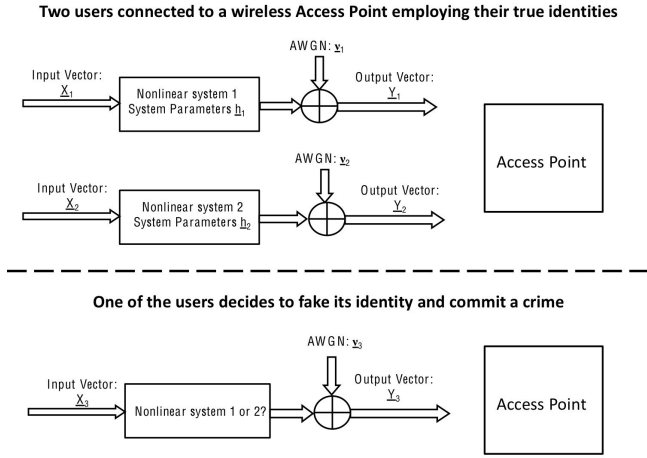 Two users connected to a wireless Access Point employing their true identities
AWGN: v₁
Input Vector:
X₁
Nonlinear system 1
System Parameters h₁
Output Vector:
Y₁
AWGN: v₂
Input Vector:
X₂
Nonlinear system 2
System Parameters h₂
Output Vector:
Y₂
Access Point
One of the users decides to fake its identity and commit a crime
AWGN: v₃
Input Vector:
X₃
Nonlinear system 1 or 2?
Output Vector:
Y₃
Access Point